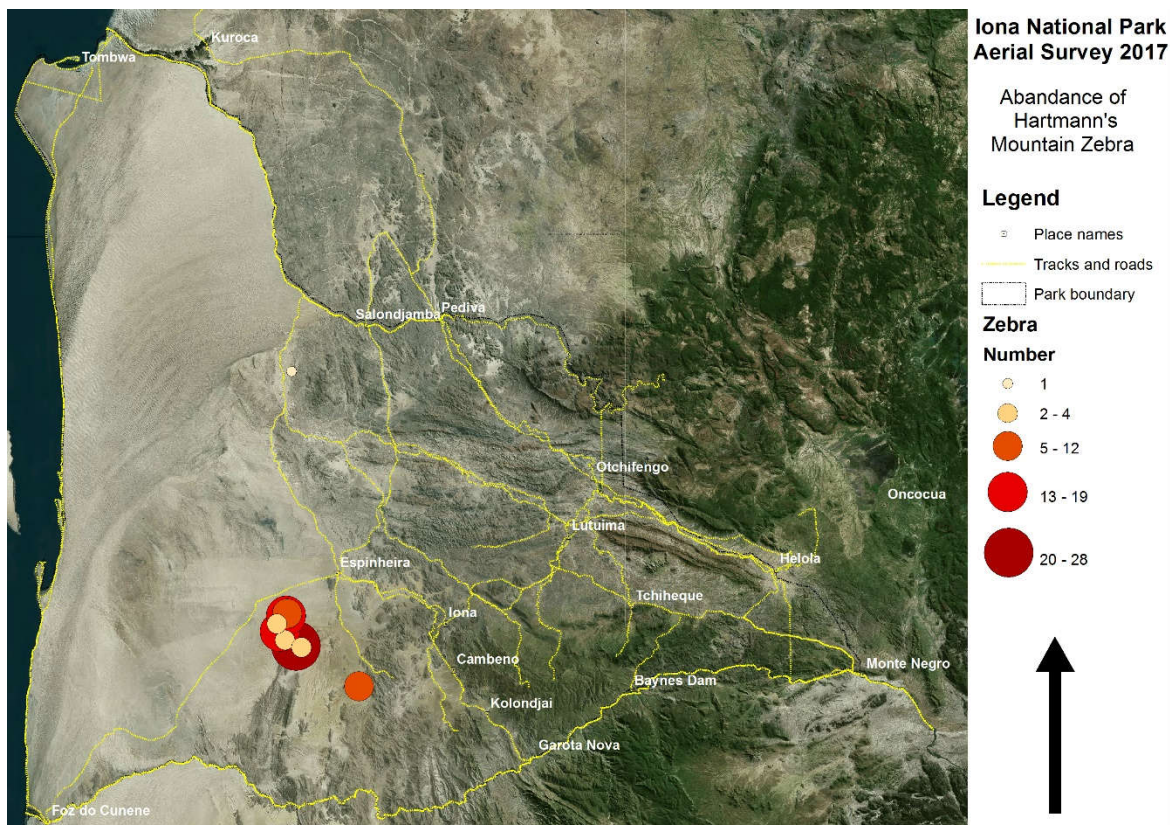 Iona National Park
Aerial Survey 2017
Abandance of
Hartmann's
Mountain Zebra
Legend
Place names
Tracks and roads
Park boundary
Zebra
Number
1
2 - 4
5 - 12
13 - 19
20 - 28
Kuroca
Tombwa
Pediva
Salondjamba
Otchifengo
Oncocua
Lutuima
Helola
Espinheira
Tchiheque
Iona
Cambeno
Monte Negro
Baynes Dam
Kolondjai
Garota Nova
Foz do Cunene